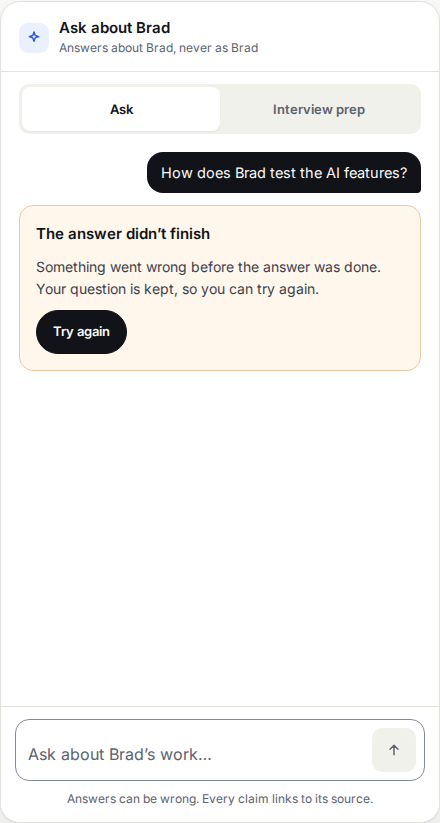 Ask about Brad
Answers about Brad, never as Brad
Ask
Interview prep
How does Brad test the AI features?
The answer didn’t finish
Something went wrong before the answer was done.
Your question is kept, so you can try again.
Try again
Ask about Brad’s work...
Answers can be wrong. Every claim links to its source.